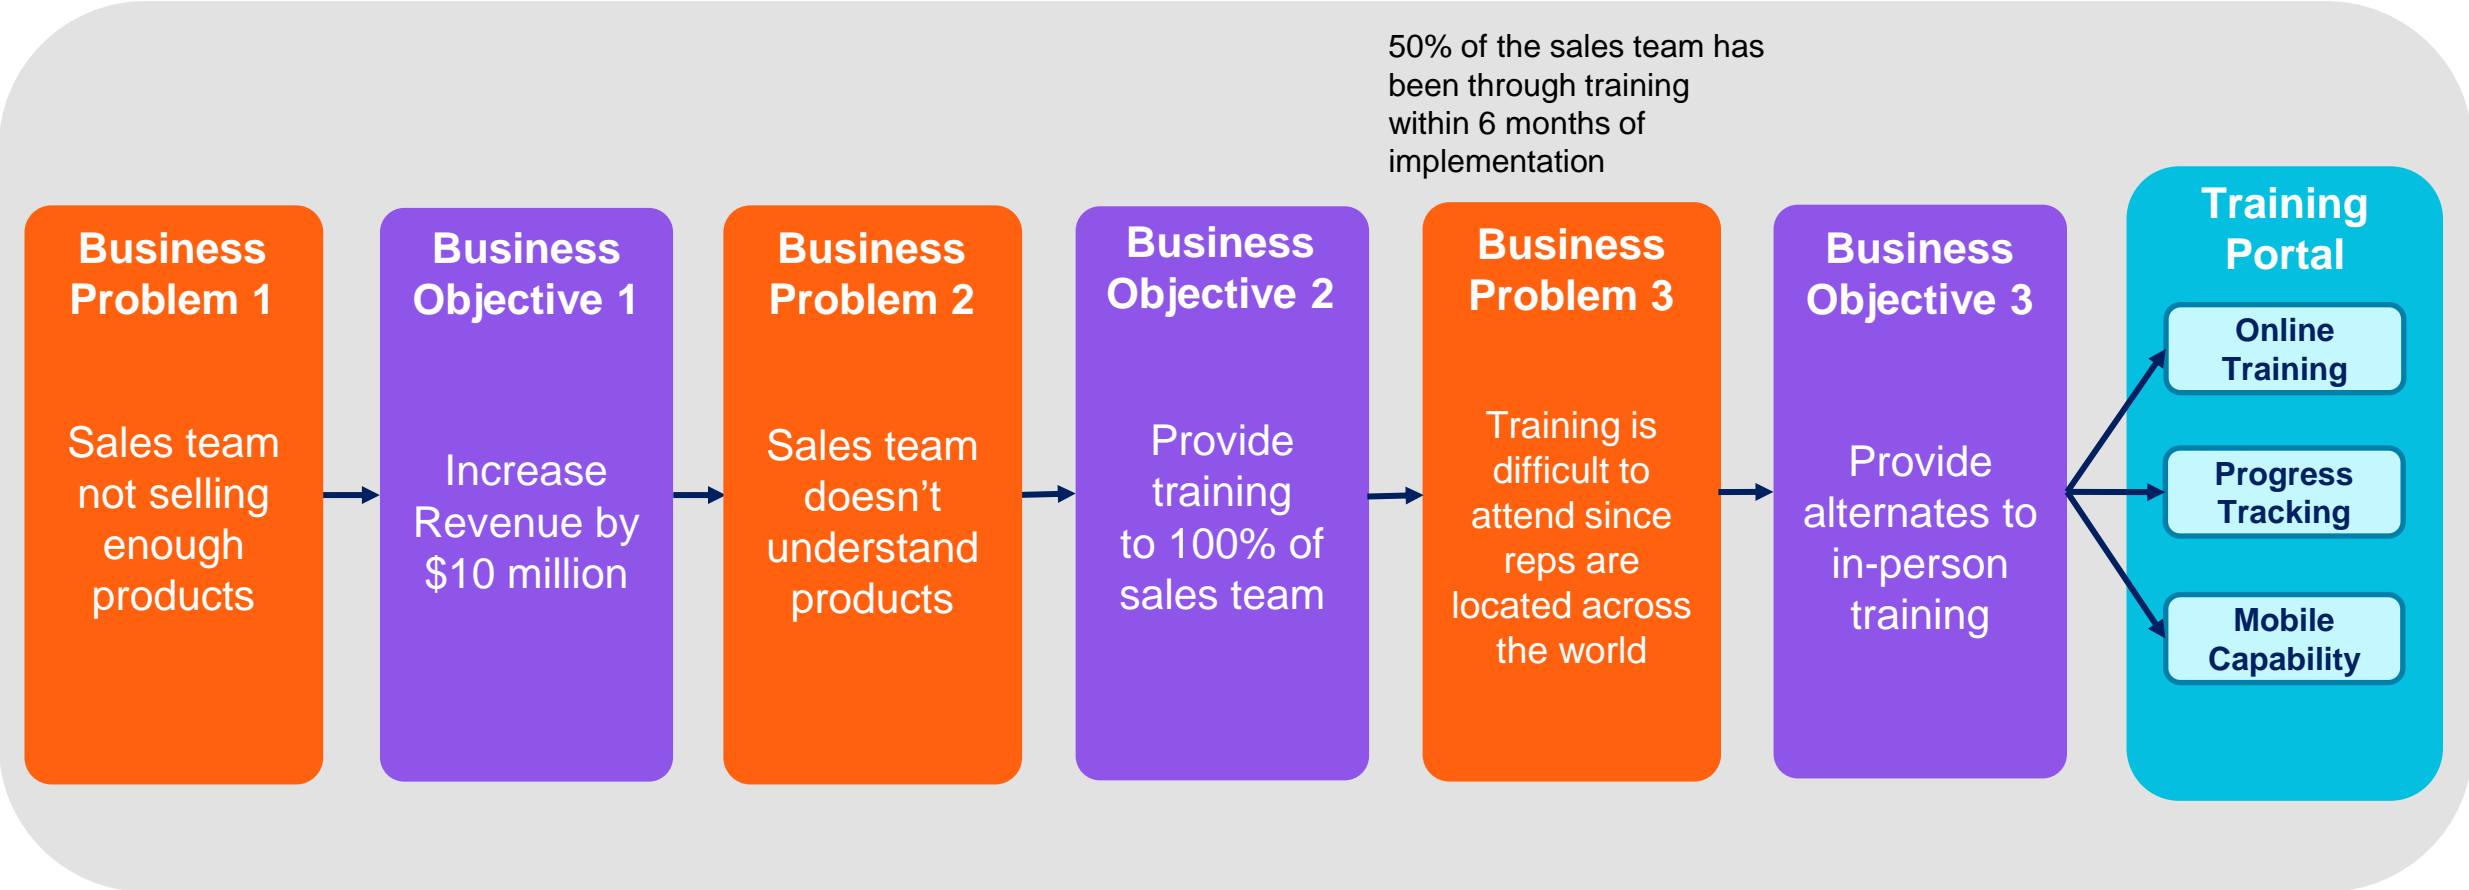 50% of the sales team has
been through training
within 6 months of
implementation
Business
Problem 1
Sales team
not selling
enough
products
Business
Objective 1
Increase
Revenue by
$10 million
Business
Problem 2
Sales team
doesn’t
understand
products
Business
Objective 2
Provide
training
to 100% of
sales team
Business
Problem 3
Training is
difficult to
attend since
reps are
located across
the world
Business
Objective 3
Provide
alternates to
in-person
training
Training
Portal
Online
Training
Progress
Tracking
Mobile
Capability